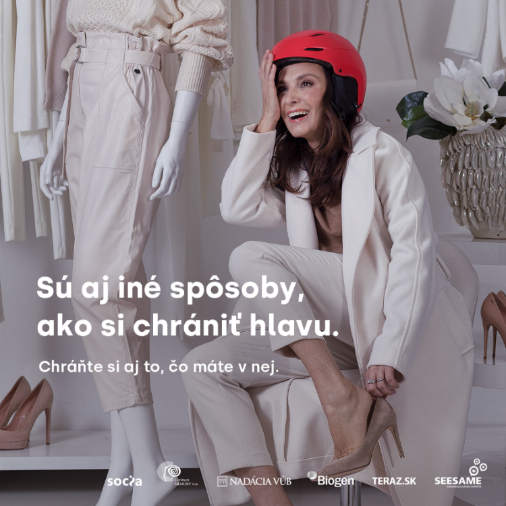 Sú aj iné spôsoby,
ako si chrániť hlavu.
Chráňte si aj to, čo máte v nej.
socia
NADÁCIA VÚB
Biogen
TERAZ.SK
SEESAME